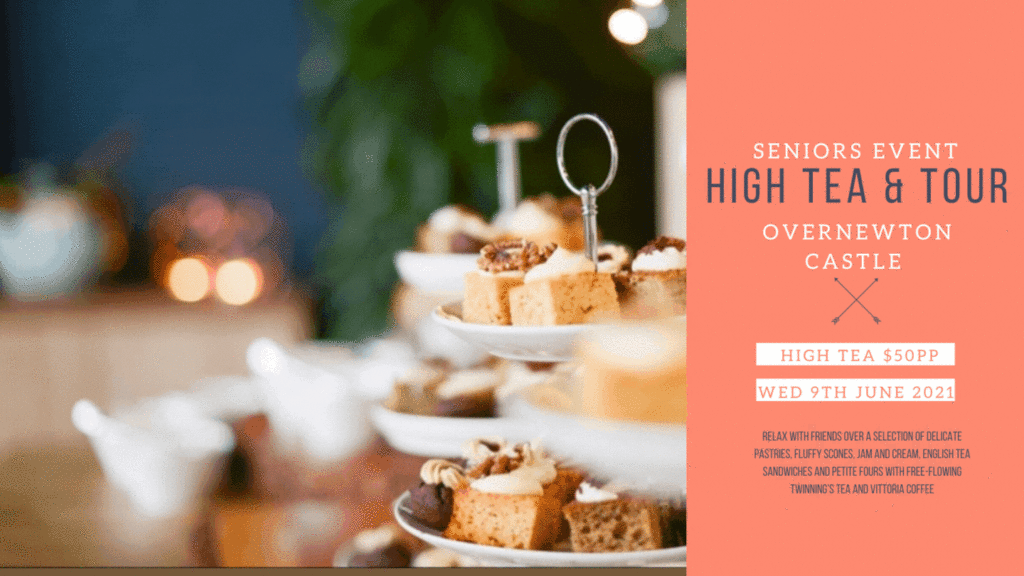 SENIORS EVENT
HIGH TEA & TOUR
OVERNEWTON
CASTLE
HIGH TEA $50PP
WED 9TH JUNE 2021
RELAX WITH FRIENDS OVER A SELECTION OF DELICATE
PASTRIES, FLUFFY SCONES, JAM AND CREAM, ENGLISH TEA
SANDWICHES AND PETITE FOURS WITH FREE-FLOWING
TWINNING'S TEA AND VITTORIA COFFEE